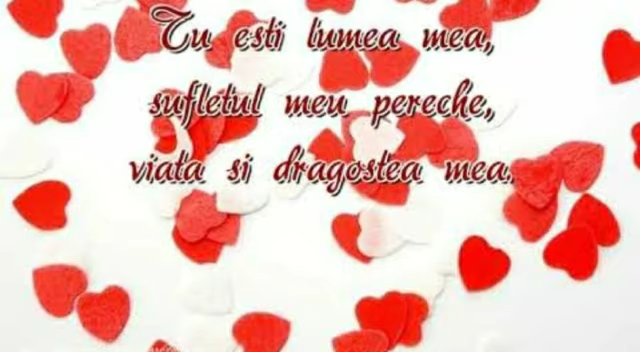 Tu esti lumea mea,
sufletul meu pereche,
viata si dragostea mea.